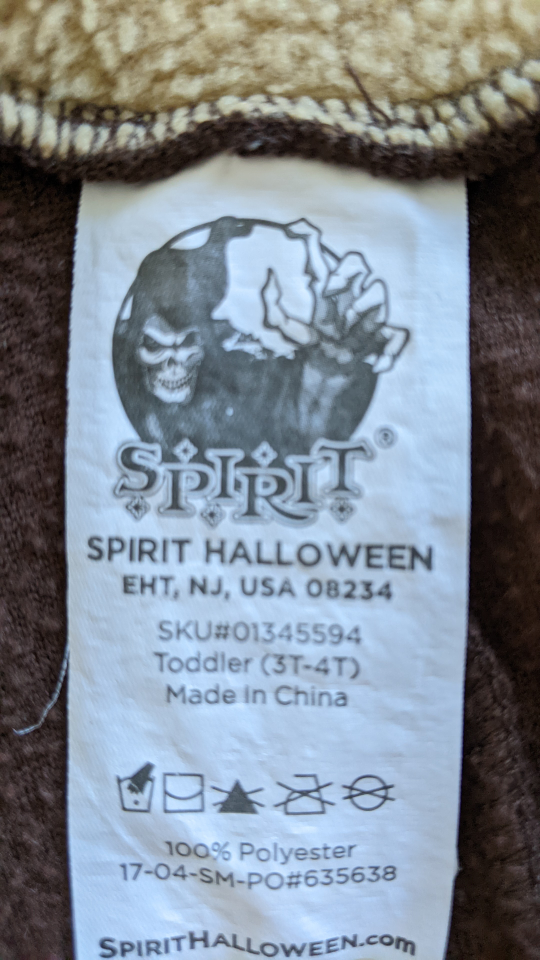 SPIRIT®
SPIRIT HALLOWEEN
EHT, NJ, USA 08234
SKU#01345594
Toddler (3T-4T)
Made In China
100% Polyester
17-04-SM-PO#635638
SPIRITHALLOWEEN.com